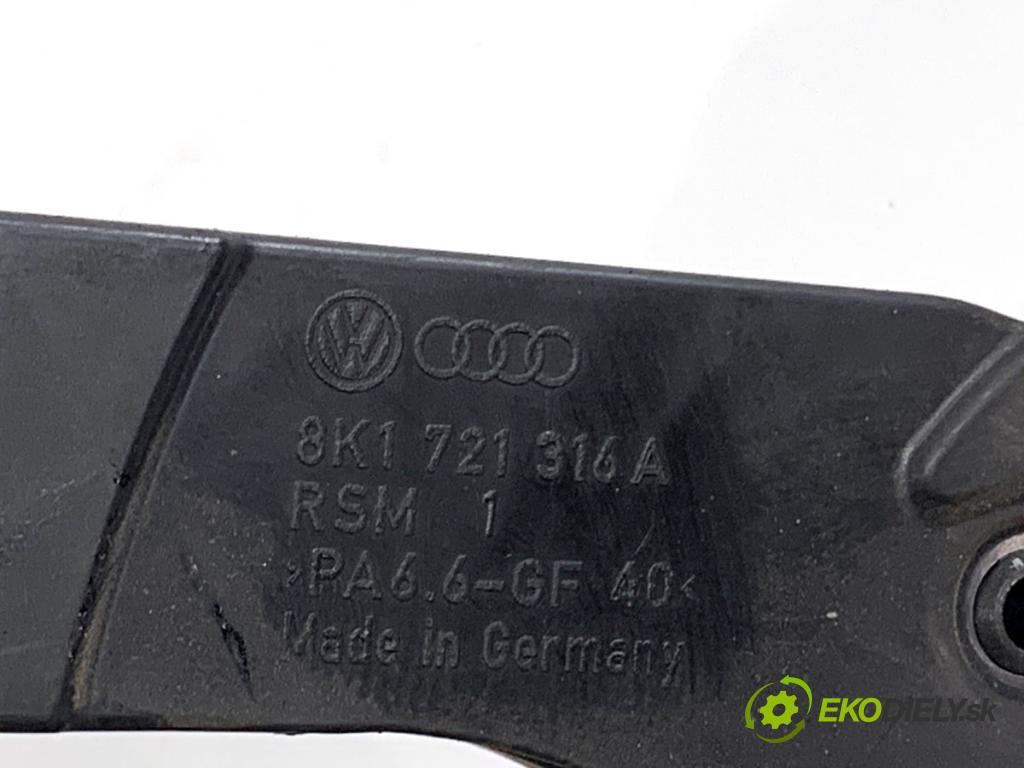 8K1 721 316 A
RSM 1
>PA6.6-GF 40<
Made in Germany
EKODIELY.sk